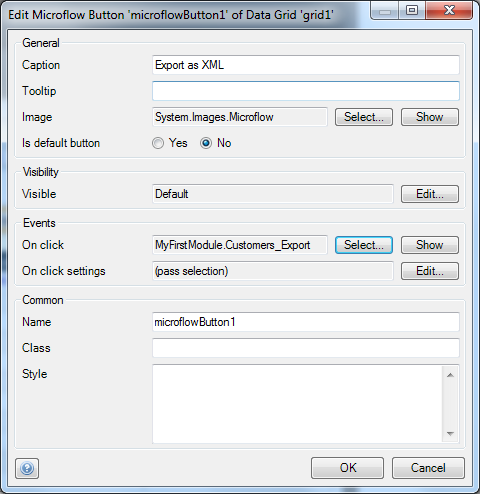 Edit Microflow Button 'microflowButton1' of Data Grid 'grid1'
General
Caption Export as XML
Tooltip
Image System.Images.Microflow Select... Show
Is default button Yes No
Visibility
Visible Default Edit...
Events
On click MyFirstModule.Customers_Export Select... Show
On click settings (pass selection) Edit...
Common
Name microflowButton1
Class
Style
? OK Cancel